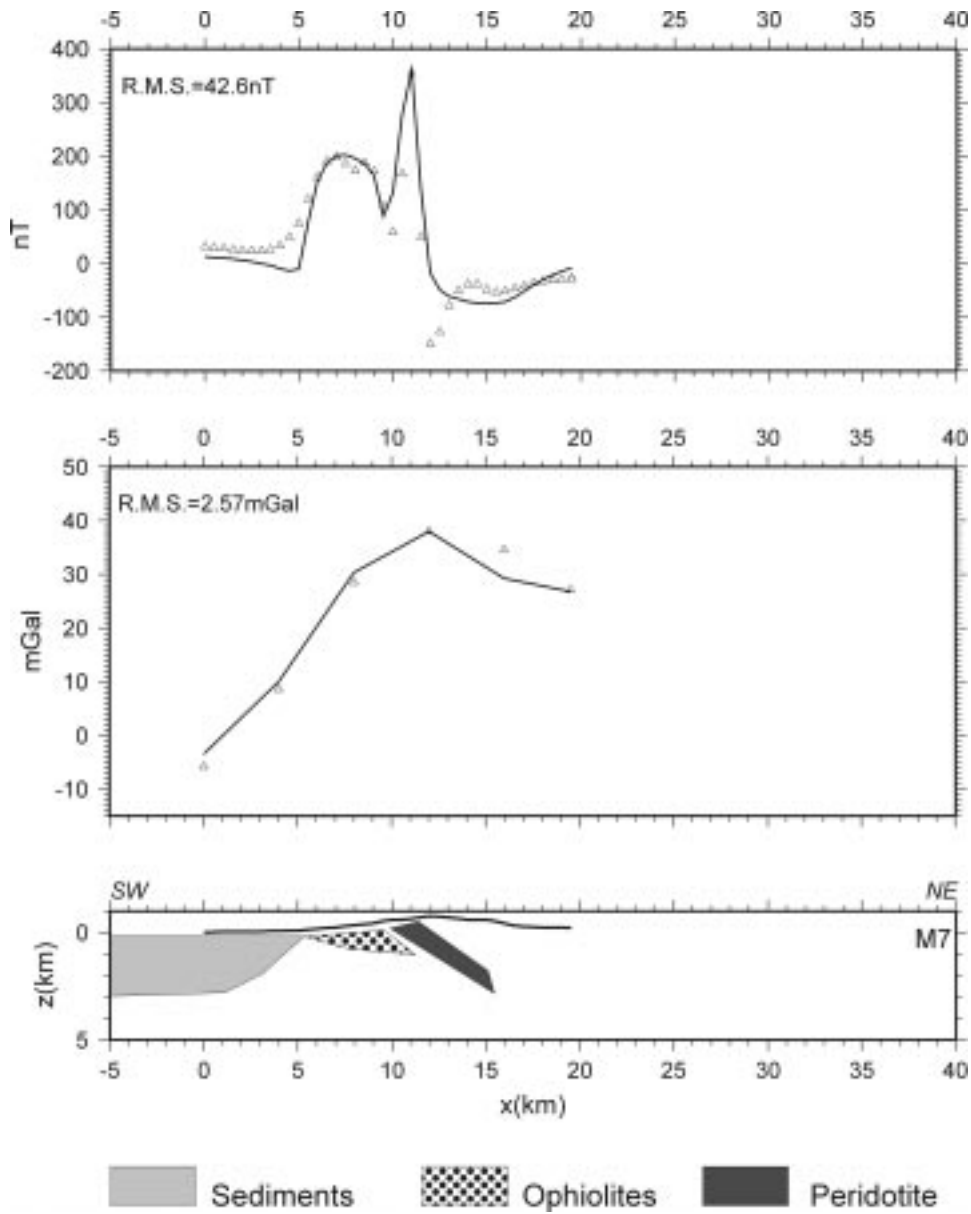 -5 0 5 10 15 20 25 30 35 40
400
R.M.S.=42.6nT
300
200
100
nT
0
-100
-200
-5 0 5 10 15 20 25 30 35 40
50
R.M.S.=2.57mGal
40
30
20
mGal
10
0
-10
SW NE
0 M7
z(km)
5
-5 0 5 10 15 20 25 30 35 40
x(km)
Sediments Ophiolites Peridotite